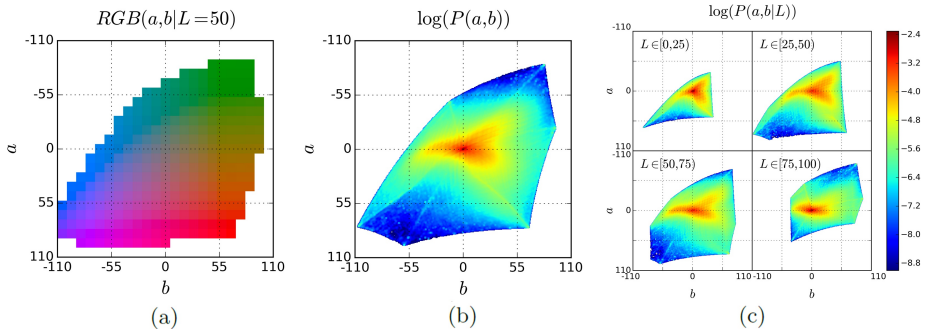 RGB(a,b|L=50)
-110
-55
0
55
110
a
-110 -55 0 55 110
b
(a)
log(P(a,b))
-110
-55
0
55
110
a
-110 -55 0 55 110
b
(b)
log(P(a,b|L))
-110
L∈[0,25) L∈[25,50)
a 0
110
-110
L∈[50,75) L∈[75,100)
a 0
110
-110 0 110 -110 0 110
b b
(c)
-2.4
-3.2
-4.0
-4.8
-5.6
-6.4
-7.2
-8.0
-8.8